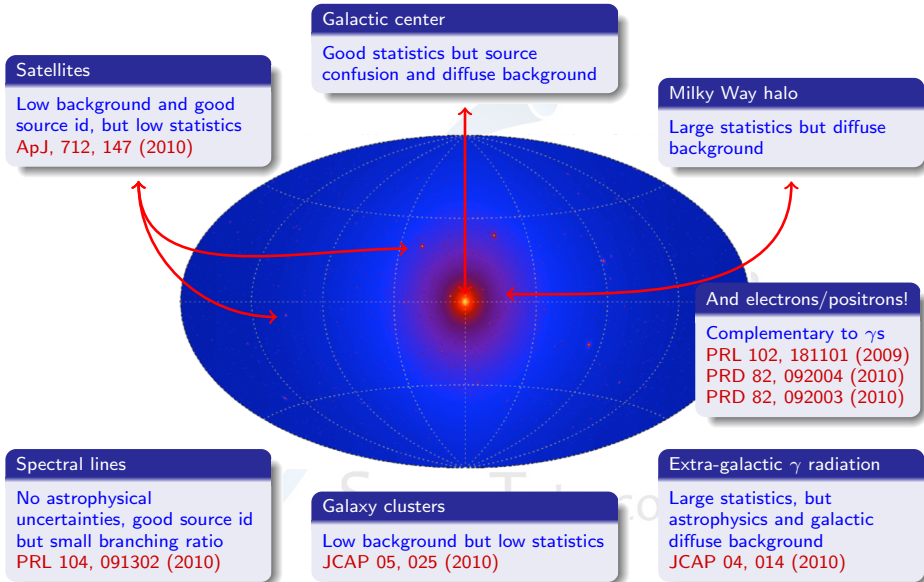 Galactic center
Good statistics but source
confusion and diffuse background
Satellites
Low background and good
source id, but low statistics
ApJ, 712, 147 (2010)
Milky Way halo
Large statistics but diffuse
background
And electrons/positrons!
Complementary to γs
PRL 102, 181101 (2009)
PRD 82, 092004 (2010)
PRD 82, 092003 (2010)
Spectral lines
No astrophysical
uncertainties, good source id
but small branching ratio
PRL 104, 091302 (2010)
Galaxy clusters
Low background but low statistics
JCAP 05, 025 (2010)
Extra-galactic γ radiation
Large statistics, but
astrophysics and galactic
diffuse background
JCAP 04, 014 (2010)